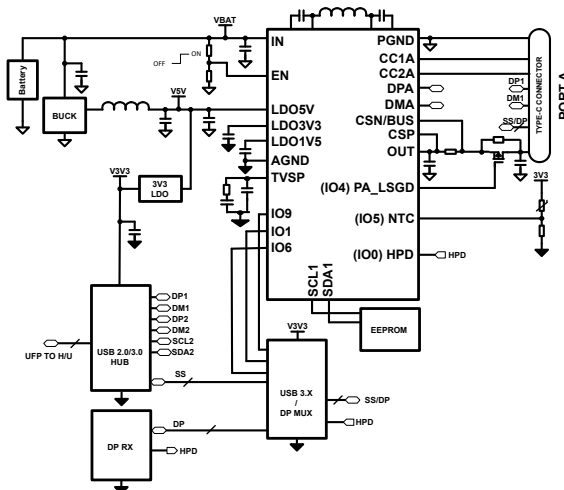 VBAT
IN
PGND
OFF
ON
EN
CC1A
CC2A
Battery
BUCK
V5V
DPA
DMA
DP1
DM1
SS/DP
TYPE-C CONNECTOR
PORT A
LDO5V
CSN/BUS
LDO3V3
CSP
LDO1V5
OUT
AGND
V3V3
3V3
LDO
TVSP
(IO4) PA_LSGD
3V3
IO9
(IO5) NTC
IO1
IO6
(IO0) HPD
HPD
SCL1
SDA1
EEPROM
DP1
DM1
DP2
DM2
SCL2
SDA2
USB 2.0/3.0
HUB
UFP TO H/U
SS
V3V3
USB 3.X
/
DP MUX
SS/DP
HPD
DP RX
DP
HPD